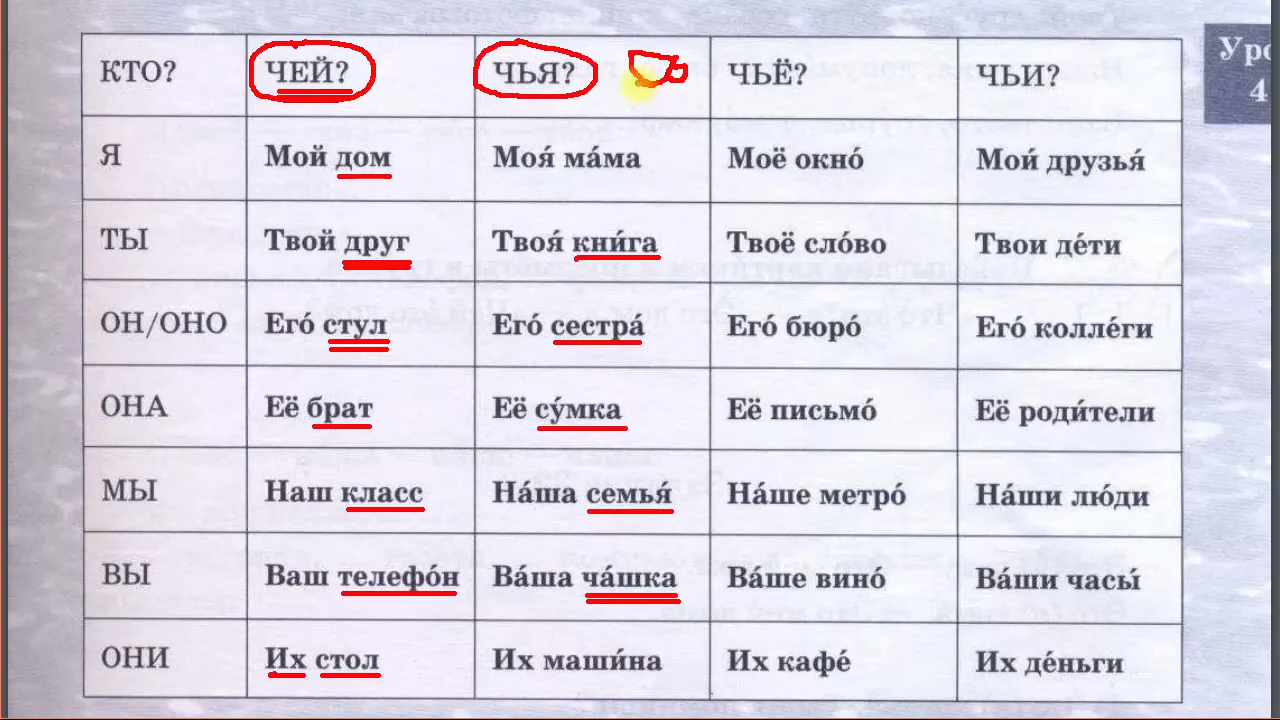 КТО? ЧЕЙ? ЧЬЯ? ЧЬЁ? ЧЬИ?
Я Мой дом Моя́ ма́ма Моё окно́ Мои́ друзья́
ТЫ Твой друг Твоя́ кни́га Твоё сло́во Твои де́ти
ОН/ОНО Его́ стул Его́ сестра́ Его́ бюро́ Его́ колле́ги
ОНА Её брат Её су́мка Её письмо́ Её роди́тели
МЫ Наш класс На́ша семья́ На́ше метро́ На́ши лю́ди
ВЫ Ваш телефо́н Ва́ша ча́шка Ва́ше вино́ Ва́ши часы́
ОНИ Их стол Их маши́на Их кафе́ Их де́ньги
4